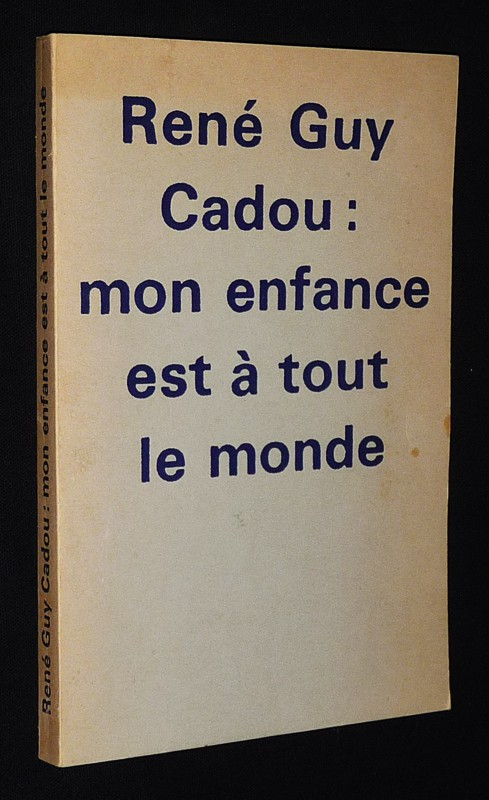 René Guy
Cadou :
mon enfance
est à tout
le monde
René Guy Cadou : mon enfance est à tout le monde